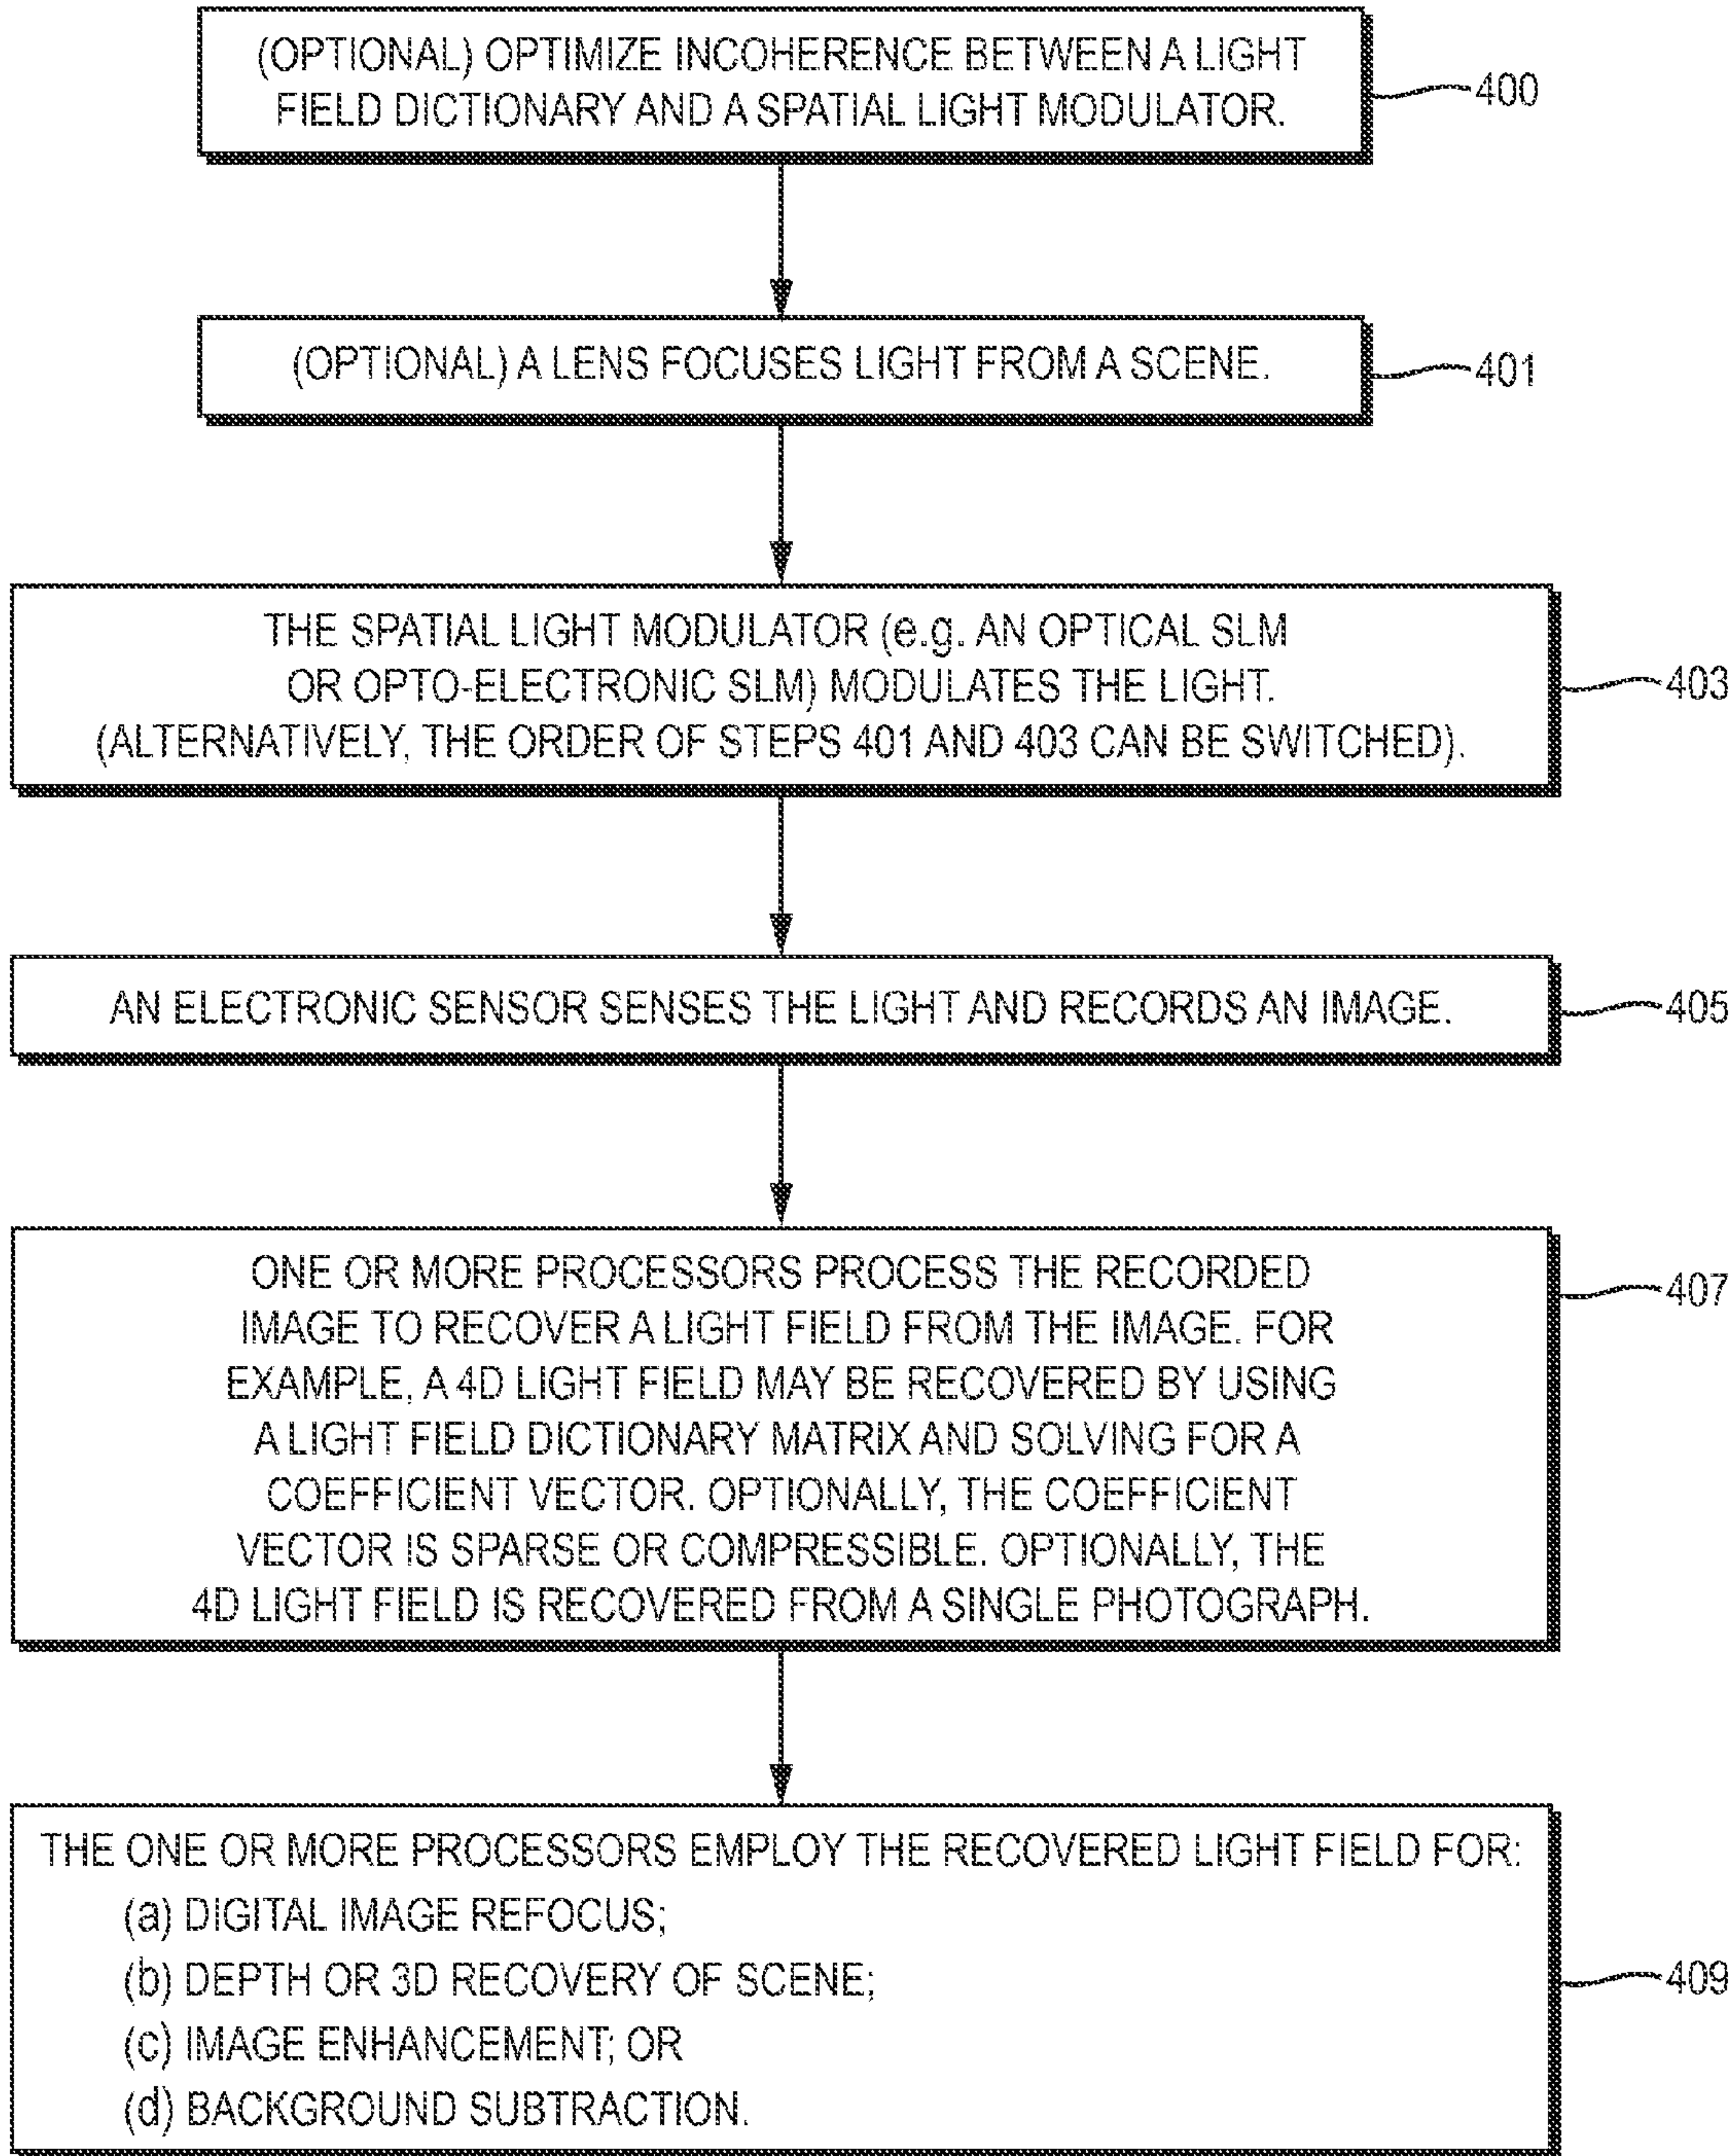 (OPTIONAL) OPTIMIZE INCOHERENCE BETWEEN A LIGHT
FIELD DICTIONARY AND A SPATIAL LIGHT MODULATOR.
400
(OPTIONAL) A LENS FOCUSES LIGHT FROM A SCENE.
401
THE SPATIAL LIGHT MODULATOR (e.g. AN OPTICAL SLM
OR OPTO-ELECTRONIC SLM) MODULATES THE LIGHT.
(ALTERNATIVELY, THE ORDER OF STEPS 401 AND 403 CAN BE SWITCHED).
403
AN ELECTRONIC SENSOR SENSES THE LIGHT AND RECORDS AN IMAGE.
405
ONE OR MORE PROCESSORS PROCESS THE RECORDED
IMAGE TO RECOVER A LIGHT FIELD FROM THE IMAGE. FOR
EXAMPLE, A 4D LIGHT FIELD MAY BE RECOVERED BY USING
A LIGHT FIELD DICTIONARY MATRIX AND SOLVING FOR A
COEFFICIENT VECTOR. OPTIONALLY, THE COEFFICIENT
VECTOR IS SPARSE OR COMPRESSIBLE. OPTIONALLY, THE
4D LIGHT FIELD IS RECOVERED FROM A SINGLE PHOTOGRAPH.
407
THE ONE OR MORE PROCESSORS EMPLOY THE RECOVERED LIGHT FIELD FOR:
(a) DIGITAL IMAGE REFOCUS;
(b) DEPTH OR 3D RECOVERY OF SCENE;
(c) IMAGE ENHANCEMENT; OR
(d) BACKGROUND SUBTRACTION.
409